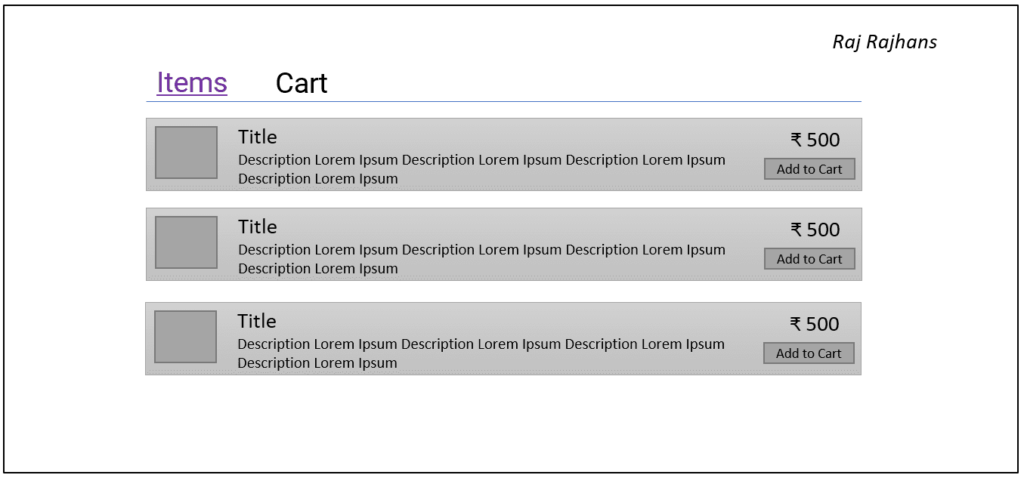 Raj Rajhans
Items Cart
Title
₹ 500
Description Lorem Ipsum Description Lorem Ipsum Description Lorem Ipsum
Description Lorem Ipsum
Add to Cart
Title
₹ 500
Description Lorem Ipsum Description Lorem Ipsum Description Lorem Ipsum
Description Lorem Ipsum
Add to Cart
Title
₹ 500
Description Lorem Ipsum Description Lorem Ipsum Description Lorem Ipsum
Description Lorem Ipsum
Add to Cart